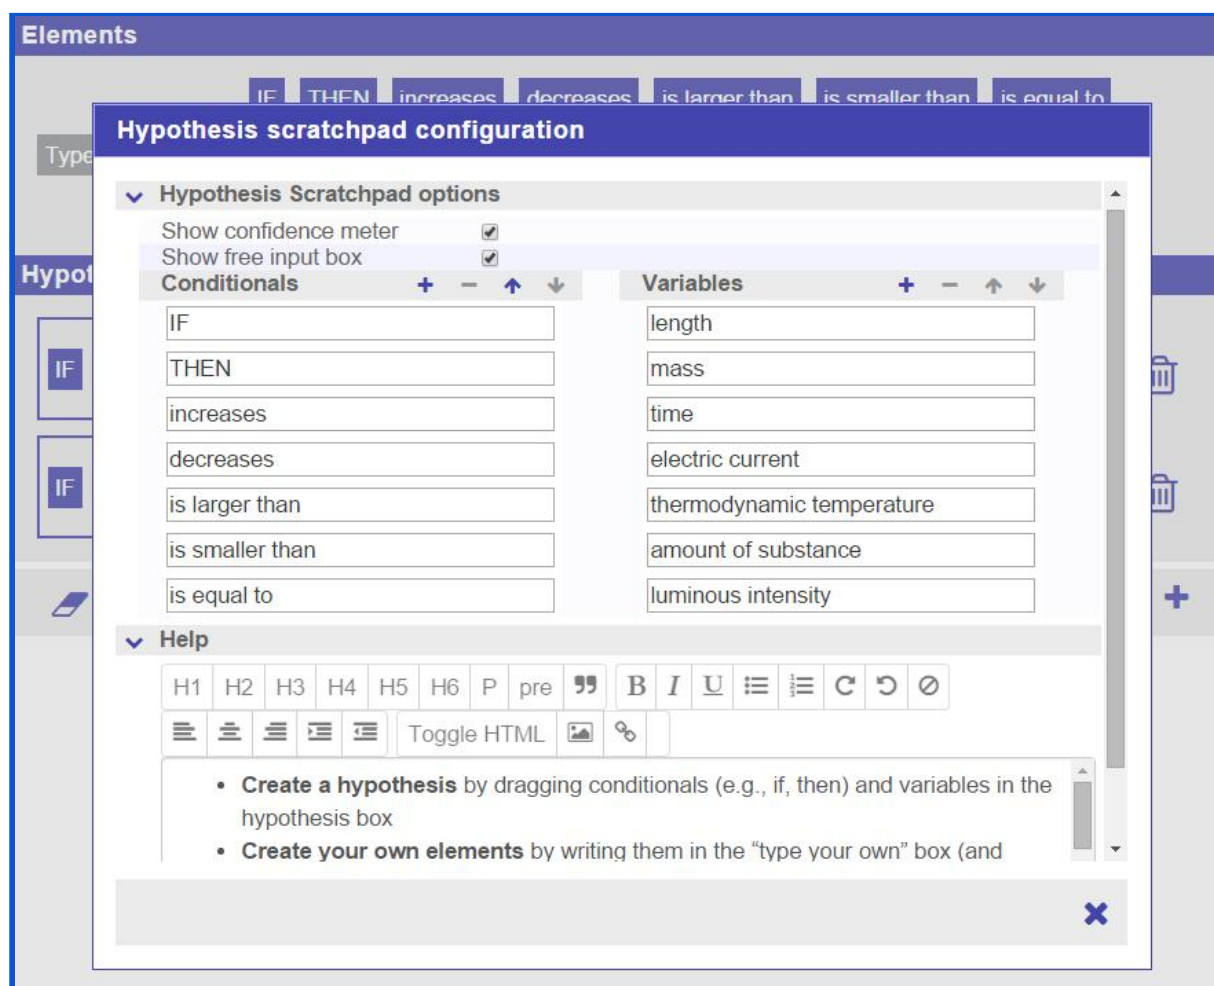 Elements
IF THEN increases decreases is larger than is smaller than is equal to
Hypothesis scratchpad configuration
Type
Hypothesis Scratchpad options
Show confidence meter
Show free input box
Hypot
Conditionals Variables
IF length
THEN mass
IF
increases time
decreases electric current
IF
is larger than thermodynamic temperature
is smaller than amount of substance
is equal to luminous intensity
Help
H1 H2 H3 H4 H5 H6 P pre B I U
Toggle HTML
• Create a hypothesis by dragging conditionals (e.g., if, then) and variables in the
hypothesis box
• Create your own elements by writing them in the “type your own” box (and